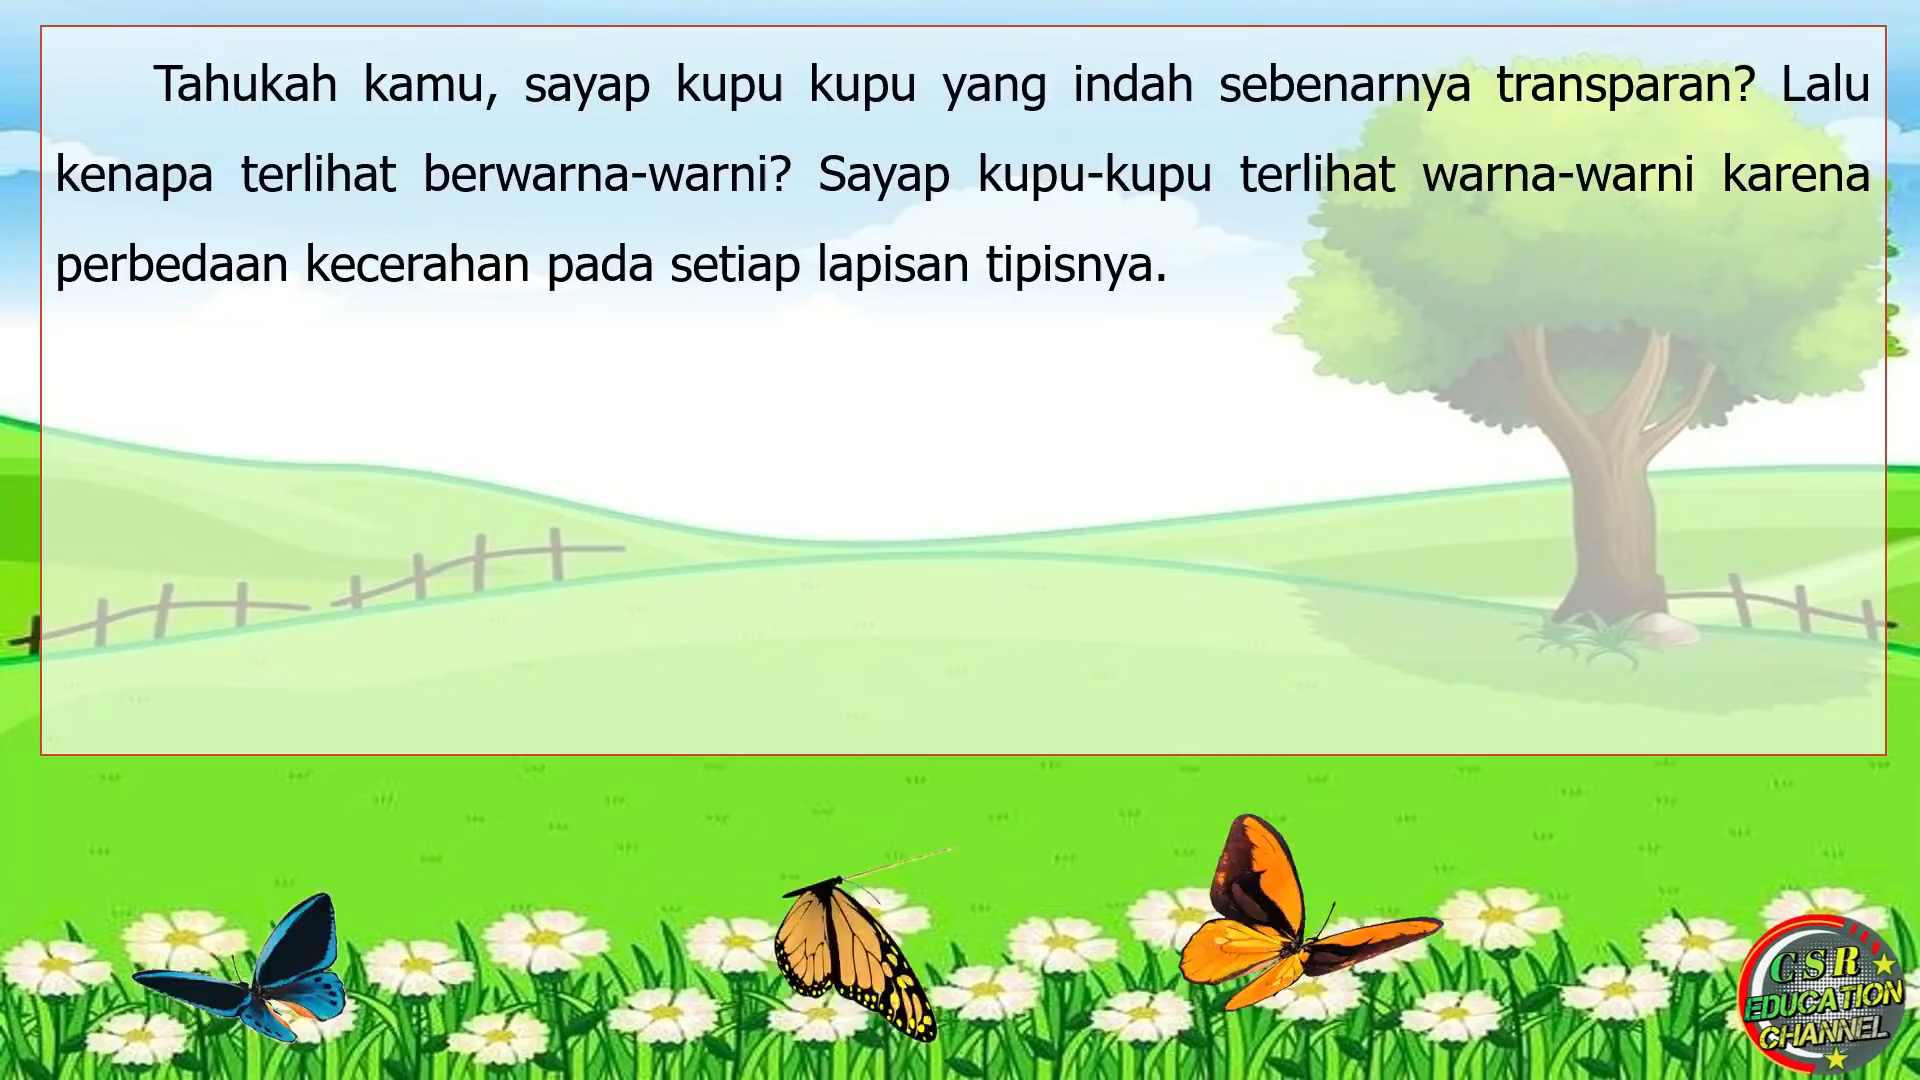 Tahukah kamu, sayap kupu kupu yang indah sebenarnya transparan? Lalu
kenapa terlihat berwarna-warni? Sayap kupu-kupu terlihat warna-warni karena
perbedaan kecerahan pada setiap lapisan tipisnya.
CSR
EDUCATION
CHANNEL